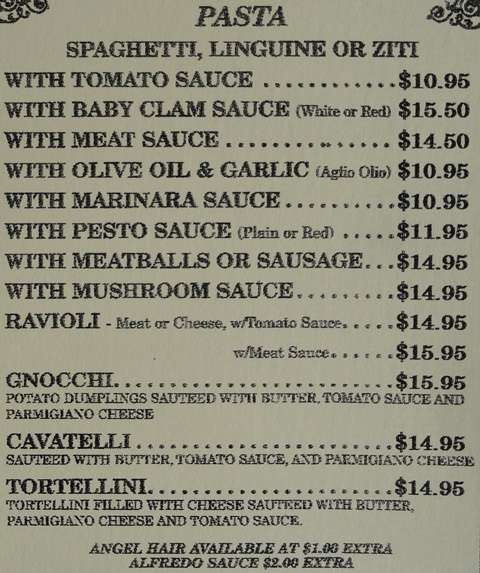 PASTA
SPAGHETTI, LINGUINE OR ZITI
WITH TOMATO SAUCE ............$10.95
WITH BABY CLAM SAUCE (White or Red) $15.50
WITH MEAT SAUCE ...............$14.50
WITH OLIVE OIL & GARLIC (Aglio Olio) $10.95
WITH MARINARA SAUCE..........$10.95
WITH PESTO SAUCE (Plain or Red) .....$11.95
WITH MEATBALLS OR SAUSAGE...$14.95
WITH MUSHROOM SAUCE.........$14.95
RAVIOLI - Meat or Cheese, w/Tomato Sauce.....$14.95
w/Meat Sauce......$15.95
GNOCCHI.........................$15.95
POTATO DUMPLINGS SAUTEED WITH BUTTER, TOMATO SAUCE AND
PARMIGIANO CHEESE
CAVATELLI.......................$14.95
SAUTEED WITH BUTTER, TOMATO SAUCE, AND PARMIGIANO CHEESE
TORTELLINI......................$14.95
TORTELLINI FILLED WITH CHEESE SAUTEED WITH BUTTER,
PARMIGIANO CHEESE AND TOMATO SAUCE.
ANGEL HAIR AVAILABLE AT $1.00 EXTRA
ALFREDO SAUCE $2.00 EXTRA